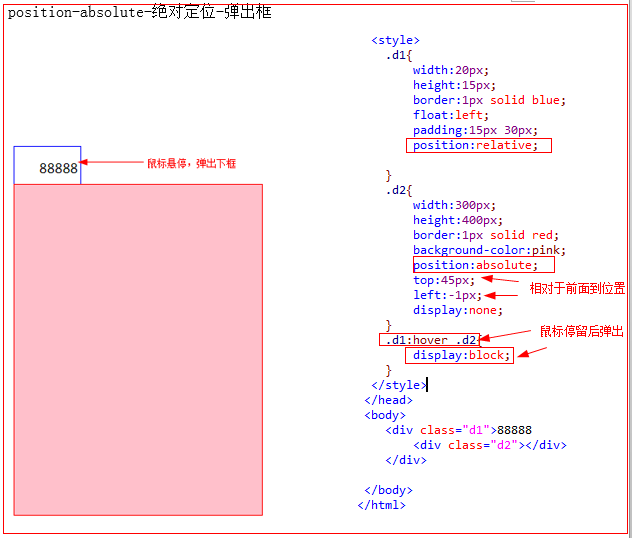 position-absolute-绝对定位-弹出框
<style>
.d1{
width:20px;
height:15px;
border:1px solid blue;
float:left;
padding:15px 30px;
position:relative;
}
.d2{
width:300px;
height:400px;
border:1px solid red;
background-color:pink;
position:absolute;
top:45px;
left:-1px;
display:none;
}
.d1:hover .d2{
display:block;
}
</style>
</head>
<body>
<div class="d1">88888
<div class="d2"></div>
</div>
</body>
</html>
88888
鼠标悬停，弹出下框
相对于前面到位置
鼠标停留后弹出